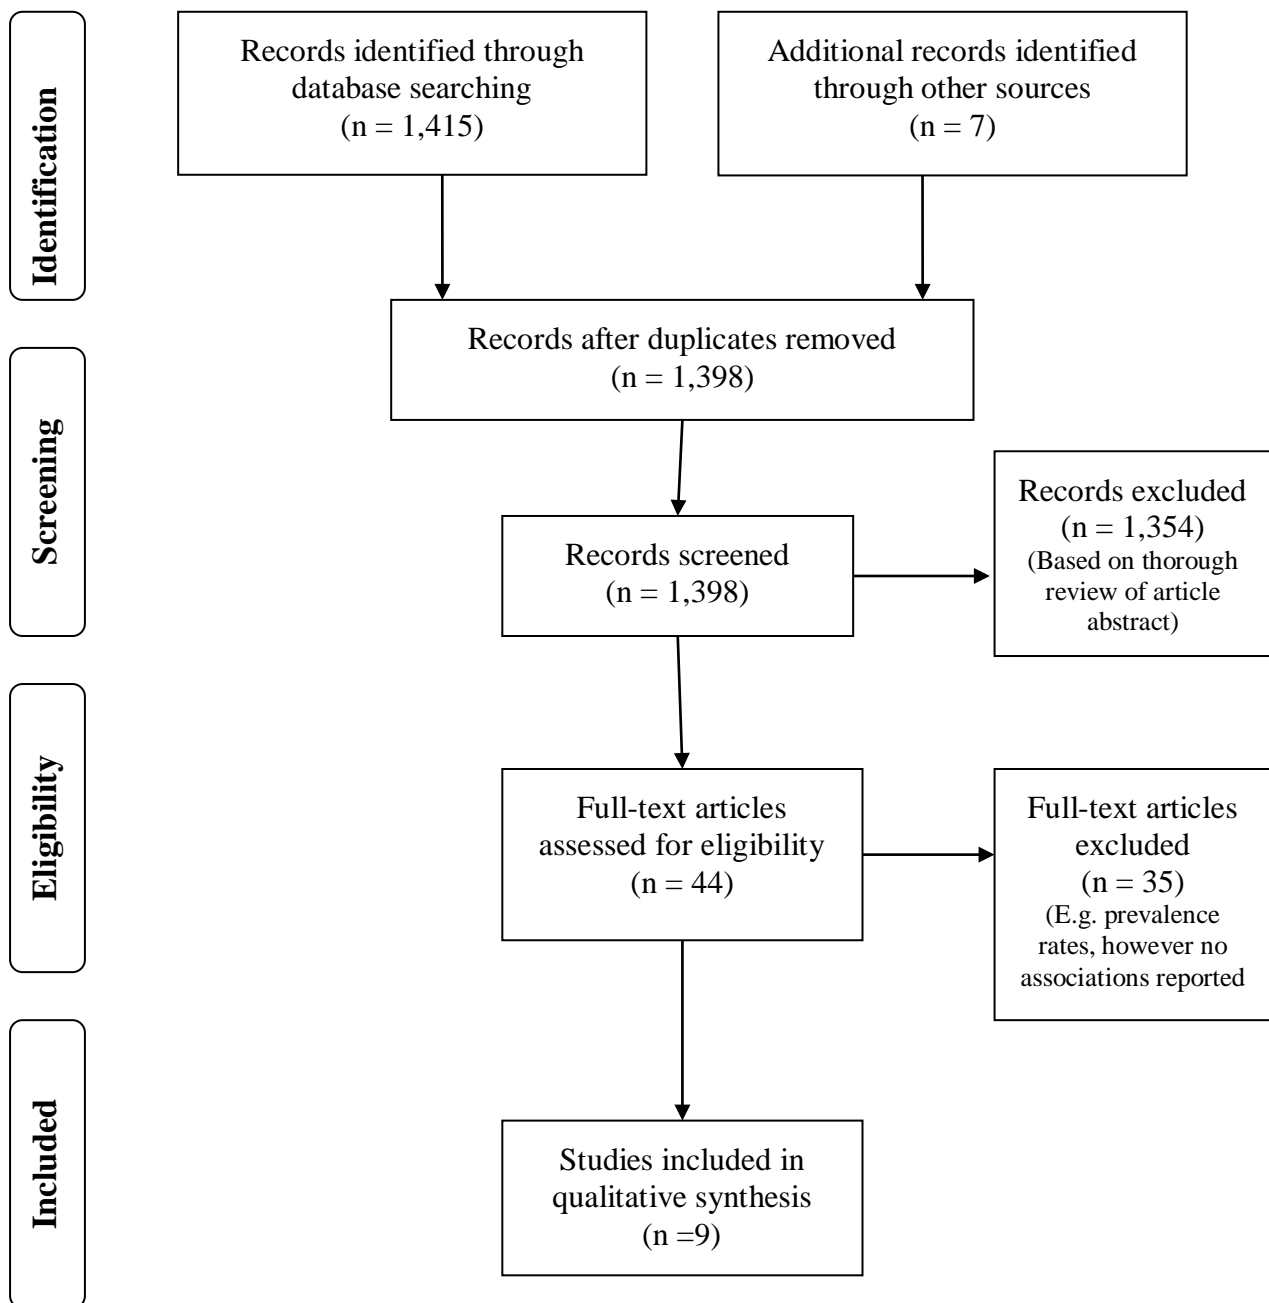 Identification
Records identified through
database searching
(n = 1,415)
Additional records identified
through other sources
(n = 7)
Records after duplicates removed
(n = 1,398)
Screening
Records screened
(n = 1,398)
Records excluded
(n = 1,354)
(Based on thorough
review of article
abstract)
Eligibility
Full-text articles
assessed for eligibility
(n = 44)
Full-text articles
excluded
(n = 35)
(E.g. prevalence
rates, however no
associations reported
Included
Studies included in
qualitative synthesis
(n =9)